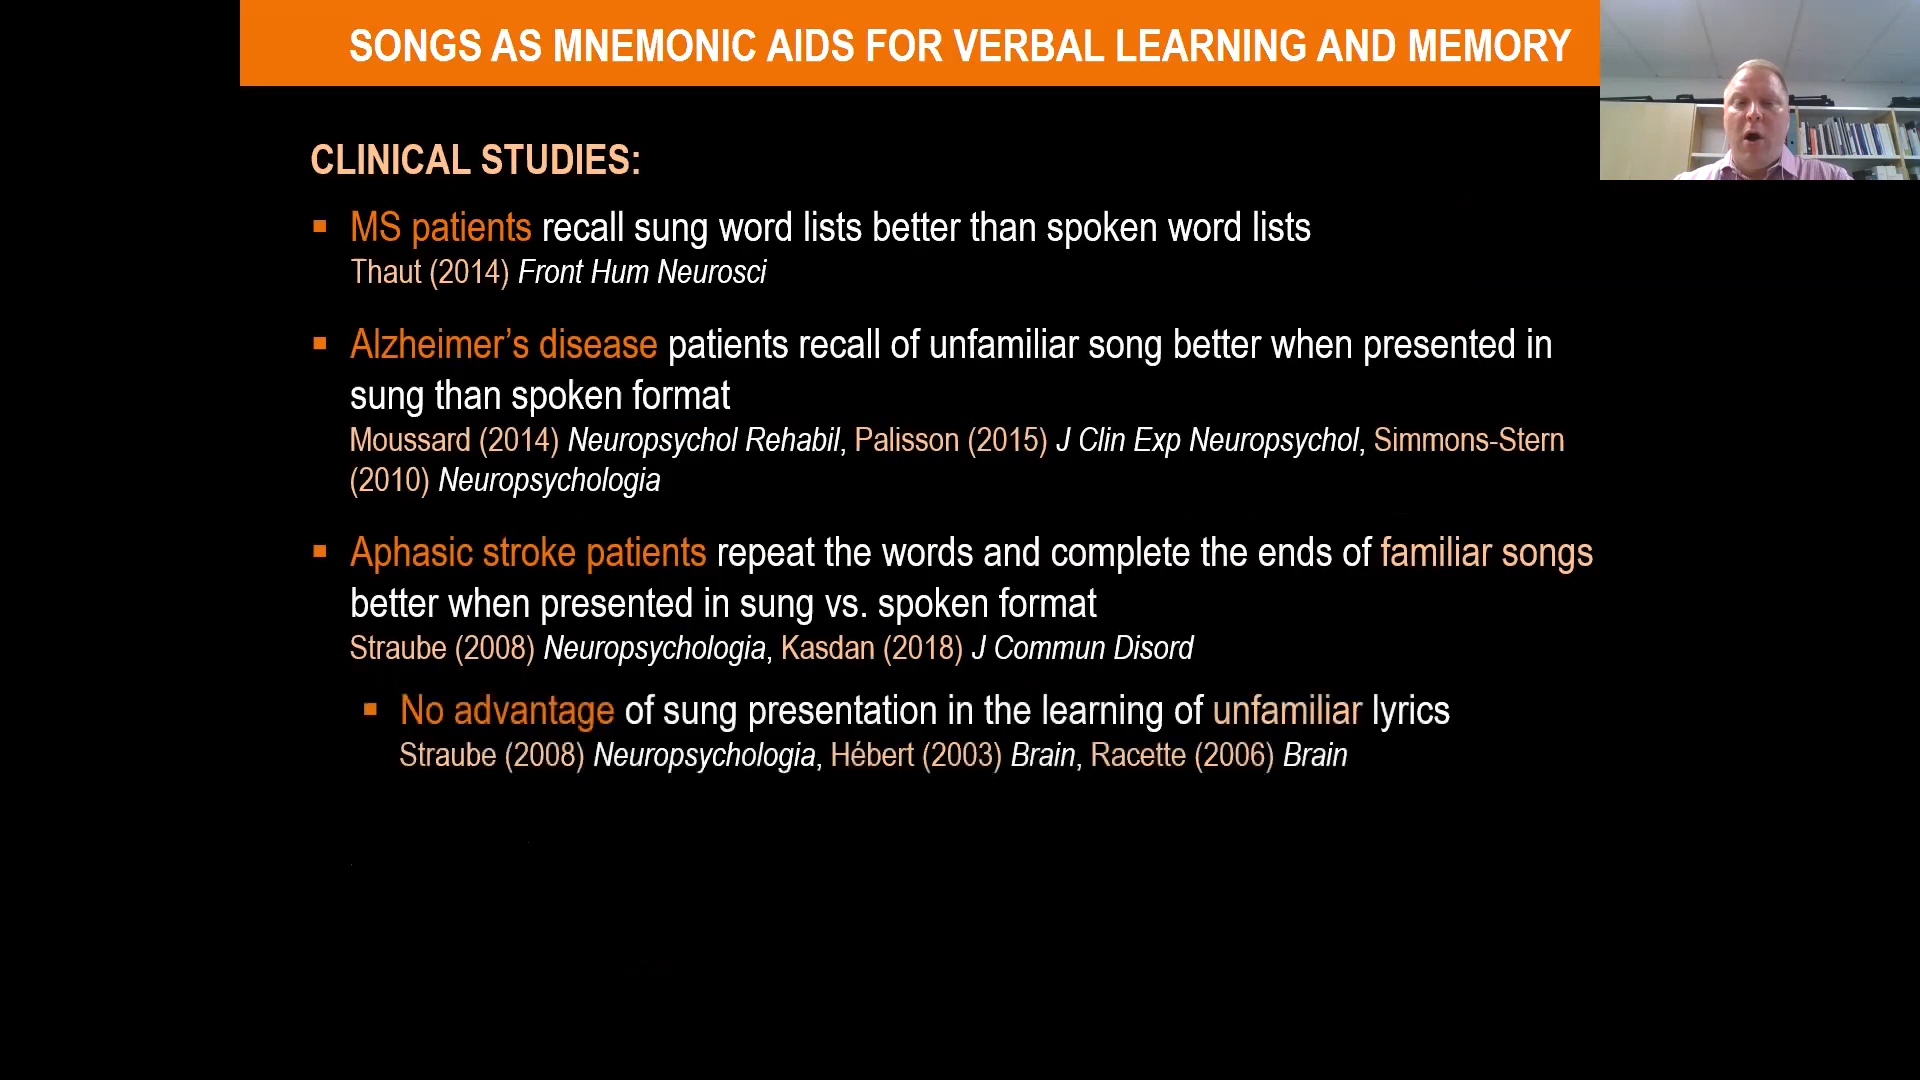 SONGS AS MNEMONIC AIDS FOR VERBAL LEARNING AND MEMORY
CLINICAL STUDIES:
▪ MS patients recall sung word lists better than spoken word lists
Thaut (2014) Front Hum Neurosci
▪ Alzheimer’s disease patients recall of unfamiliar song better when presented in
sung than spoken format
Moussard (2014) Neuropsychol Rehabil, Palisson (2015) J Clin Exp Neuropsychol, Simmons-Stern
(2010) Neuropsychologia
▪ Aphasic stroke patients repeat the words and complete the ends of familiar songs
better when presented in sung vs. spoken format
Straube (2008) Neuropsychologia, Kasdan (2018) J Commun Disord
▪ No advantage of sung presentation in the learning of unfamiliar lyrics
Straube (2008) Neuropsychologia, Hébert (2003) Brain, Racette (2006) Brain